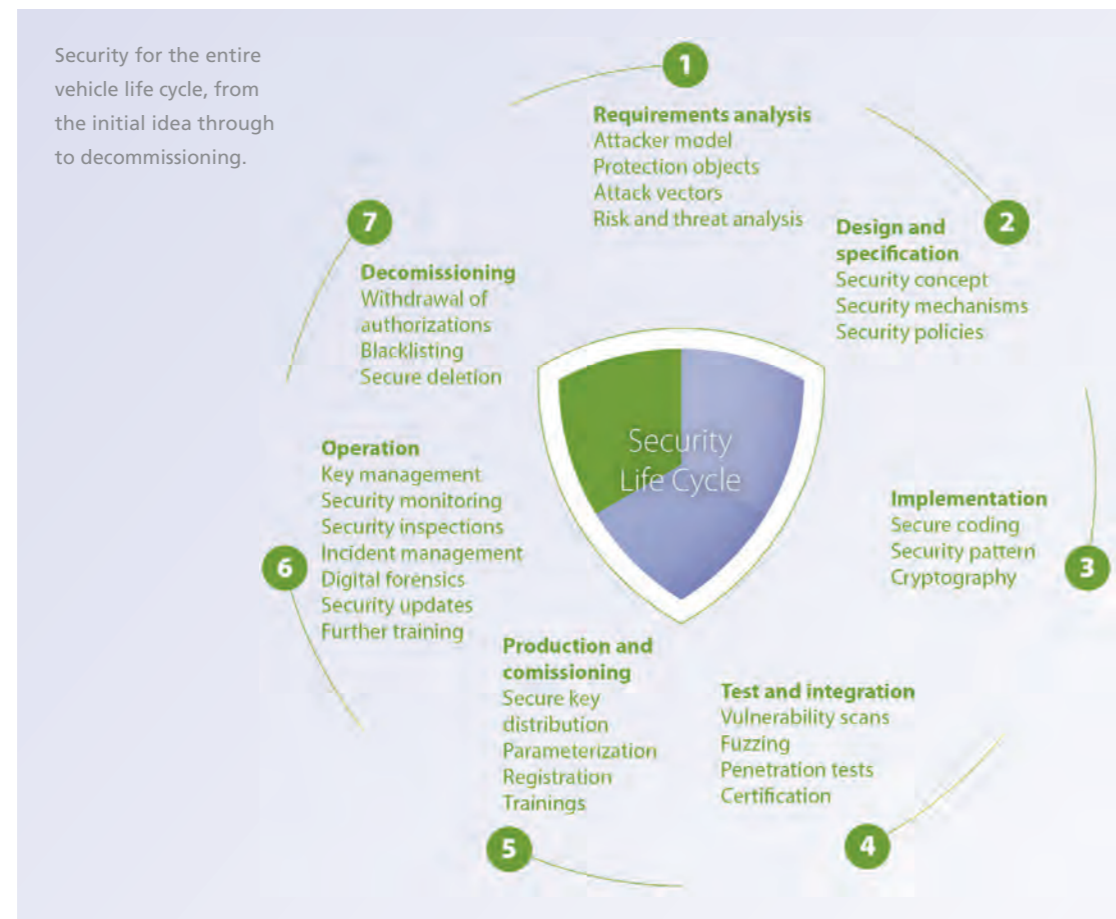 Security for the entire
vehicle life cycle, from
the initial idea through
to decommissioning.
1
Requirements analysis
Attacker model
Protection objects
Attack vectors
Risk and threat analysis
2
Design and
specification
Security concept
Security mechanisms
Security policies
3
Implementation
Secure coding
Security pattern
Cryptography
4
Test and integration
Vulnerability scans
Fuzzing
Penetration tests
Certification
5
Production and
comissioning
Secure key
distribution
Parameterization
Registration
Trainings
6
Operation
Key management
Security monitoring
Security inspections
Incident management
Digital forensics
Security updates
Further training
7
Decomissioning
Withdrawal of
authorizations
Blacklisting
Secure deletion
Security
Life Cycle